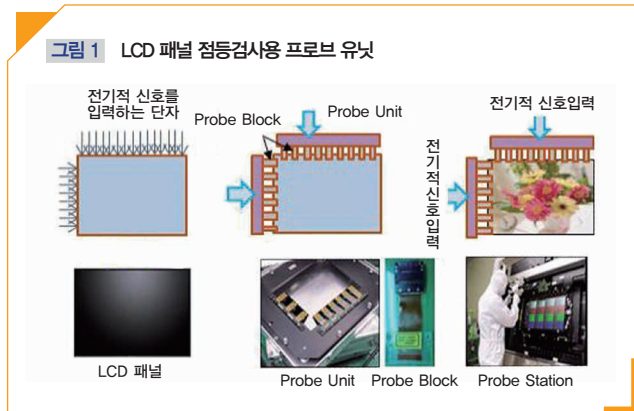 그림 1 LCD 패널 점등검사용 프로브 유닛
전기적 신호를
입력하는 단자
Probe Block
Probe Unit
전기적 신호입력
전기적신호입력
LCD 패널
Probe Unit
Probe Block
Probe Station